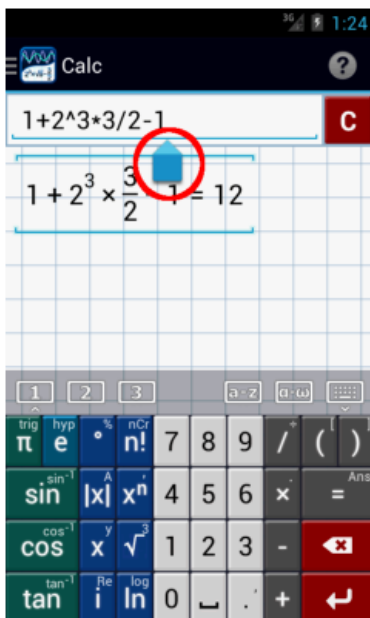 3G 1:24
Calc ?
1+2^3*3/2-1 C
1 + 2³ × 3/2 - 1 = 12
1 2 3 a-z α-ω
trig hyp % nCr ÷ [ ]
π e ° n! 7 8 9 / ( )
sin⁻¹ A , . Ans
sin |x| xⁿ 4 5 6 × =
cos⁻¹ y 3
cos x √ 1 2 3 -
tan⁻¹ Re log ,
tan i ln 0 . +